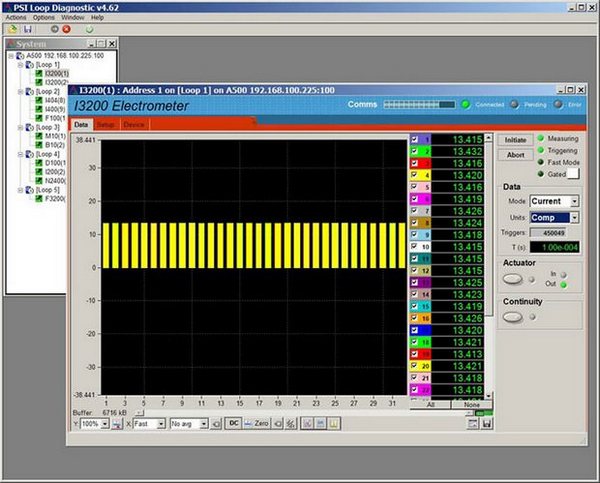 PSI Loop Diagnostic v4.62
Actions Options Window Help
System
A500 192.168.100.225:100
[Loop 1]
I3200(1)
I3200(2)
[Loop 2]
I404(8)
I400(9)
F100(1
[Loop 3]
M10(1)
B10(2)
[Loop 4]
D100(1
I200(2)
N2400(
[Loop 5]
F3200(
I3200(1) : Address 1 on [Loop 1] on A500 192.168.100.225:100
I3200 Electrometer
Comms Connected Pending Error
Data Setup Device
38.441
30
20
10
0
-10
-20
-30
-38.441
1 3 5 7 9 11 13 15 17 19 21 23 25 27 29 31
1 13.415
2 13.432
3 13.416
4 13.420
5 13.416
6 13.419
7 13.426
8 13.424
9 13.418
10 13.415
11 13.415
12 13.415
13 13.425
14 13.423
15 13.419
16 13.426
17 13.420
18 13.421
19 13.413
20 13.421
21 13.418
22 13.418
All None
Initiate
Abort
Measuring
Triggering
Fast Mode
Gated
Data
Mode: Current
Units: Comp
Triggers: 450049
T (s): 1.00e-004
Actuator
In
Out
Continuity
Buffer: 6716 kB
Y: 100% X: Fast No avg DC Zero